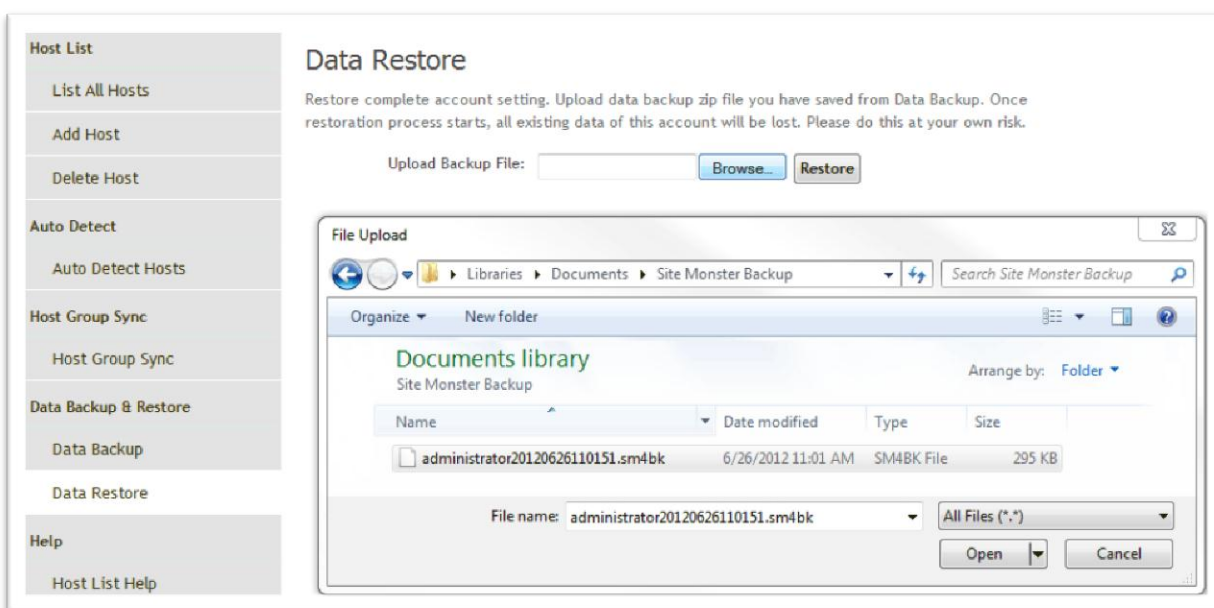 Host List
List All Hosts
Add Host
Delete Host
Auto Detect
Auto Detect Hosts
Host Group Sync
Host Group Sync
Data Backup & Restore
Data Backup
Data Restore
Help
Host List Help
Data Restore
Restore complete account setting. Upload data backup zip file you have saved from Data Backup. Once
restoration process starts, all existing data of this account will be lost. Please do this at your own risk.
Upload Backup File: Browse... Restore
File Upload
Libraries Documents Site Monster Backup Search Site Monster Backup
Organize New folder
Documents library
Site Monster Backup
Arrange by: Folder
Name Date modified Type Size
administrator20120626110151.sm4bk 6/26/2012 11:01 AM SM4BK File 295 KB
File name: administrator20120626110151.sm4bk All Files (*.*)
Open Cancel